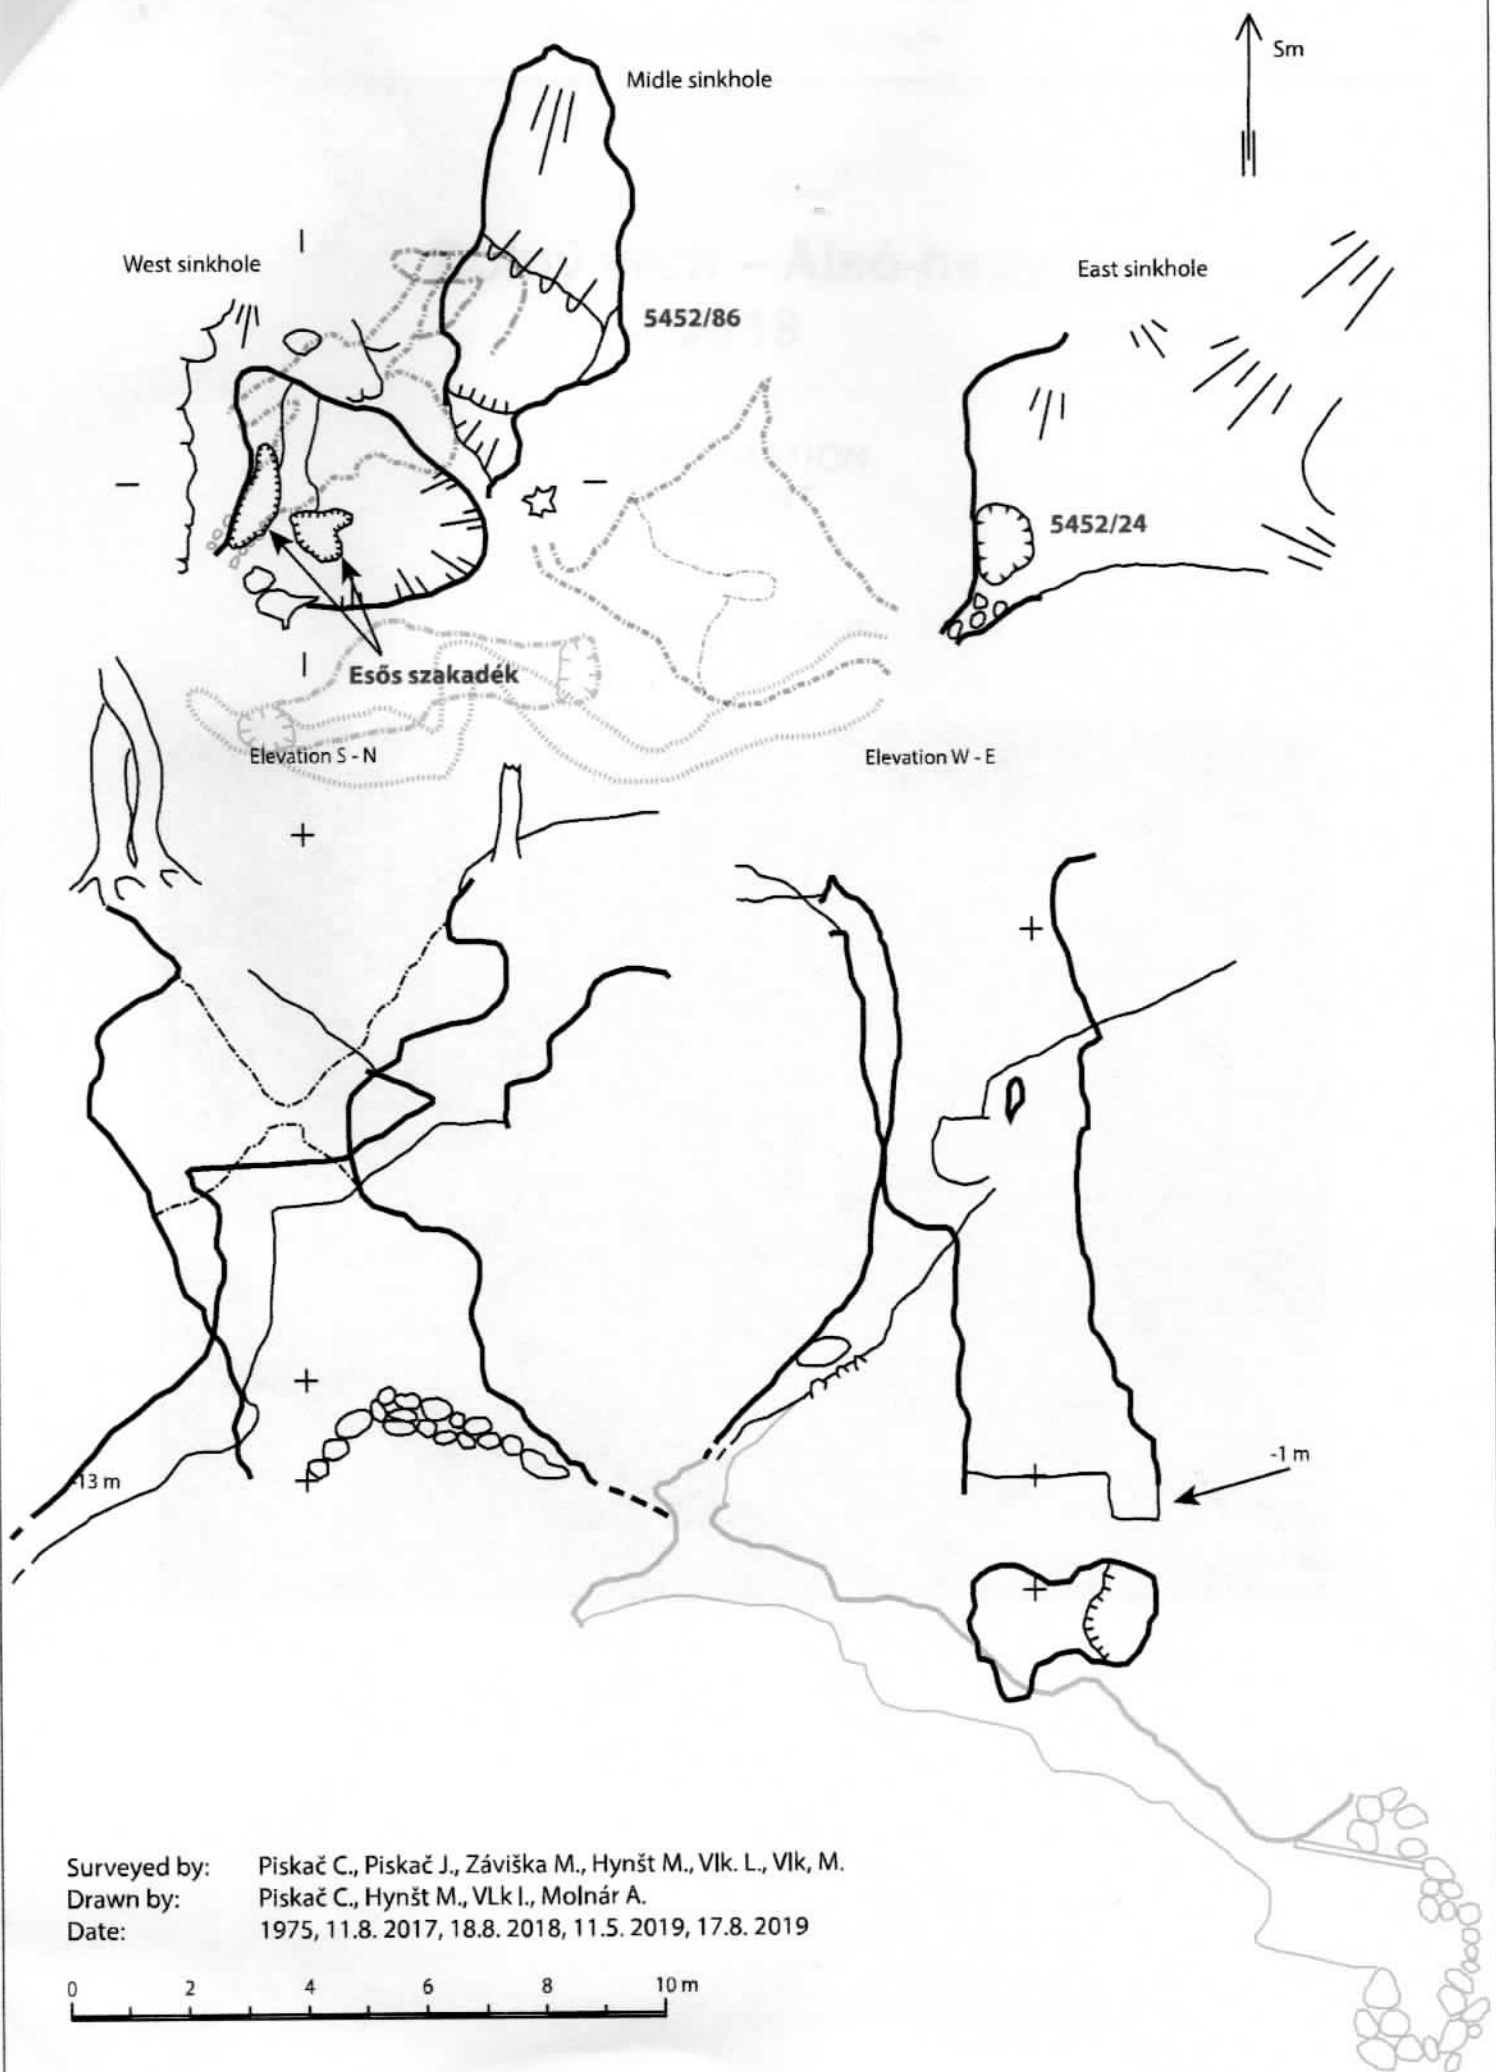 Sm
Midle sinkhole
West sinkhole
East sinkhole
5452/86
5452/24
Esős szakadék
Elevation S - N
Elevation W - E
-13 m
-1 m
Surveyed by: Piskač C., Piskač J., Záviška M., Hynšt M., Vlk. L., Vlk, M.
Drawn by: Piskač C., Hynšt M., VLk l., Molnár A.
Date: 1975, 11.8. 2017, 18.8. 2018, 11.5. 2019, 17.8. 2019
0 2 4 6 8 10 m